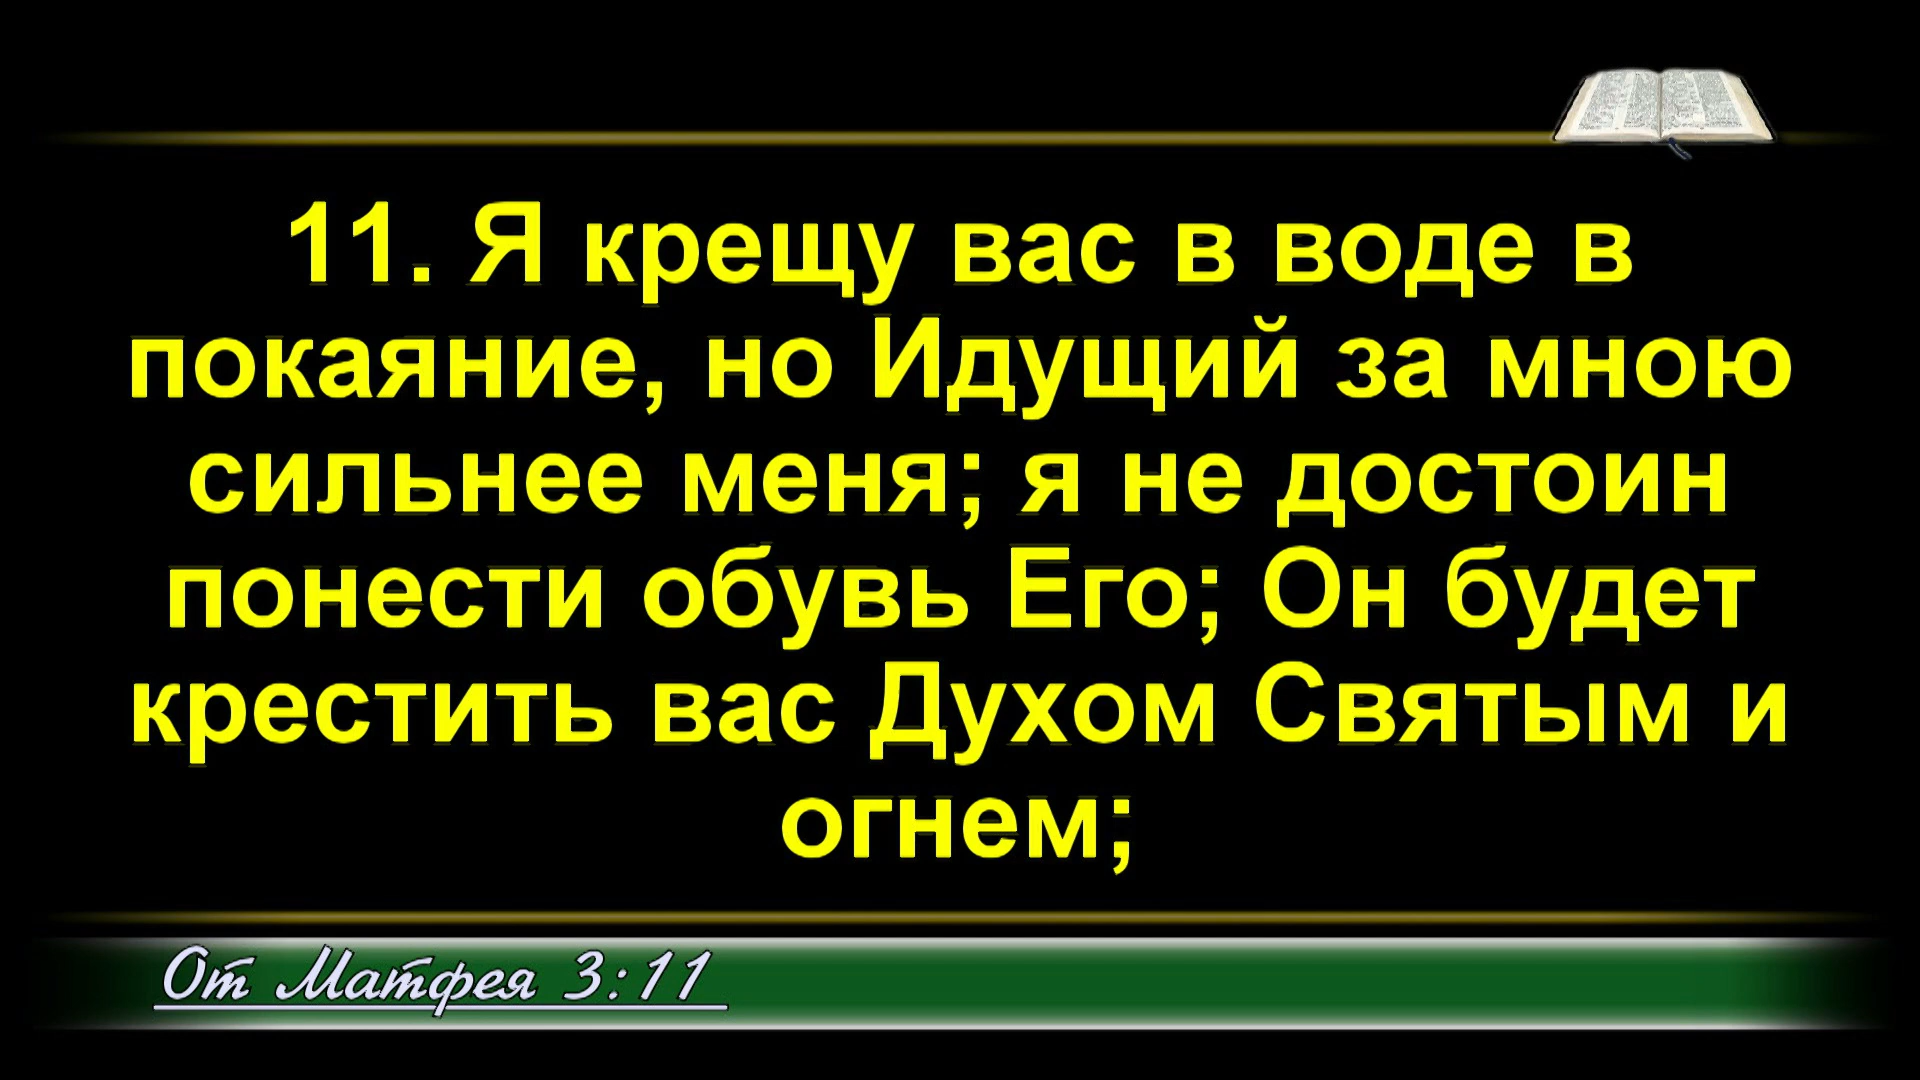 11. Я крещу вас в воде в
покаяние, но Идущий за мною
сильнее меня; я не достоин
понести обувь Его; Он будет
крестить вас Духом Святым и
огнем;
От Матфея 3:11